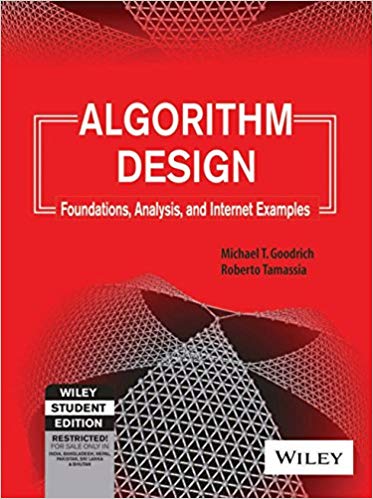 ALGORITHM
DESIGN
Foundations, Analysis, and Internet Examples
Michael T. Goodrich
Roberto Tamassia
WILEY
STUDENT
EDITION
RESTRICTED!
FOR SALE ONLY IN
INDIA, BANGLADESH, NEPAL,
PAKISTAN, SRI LANKA
& BHUTAN
WILEY